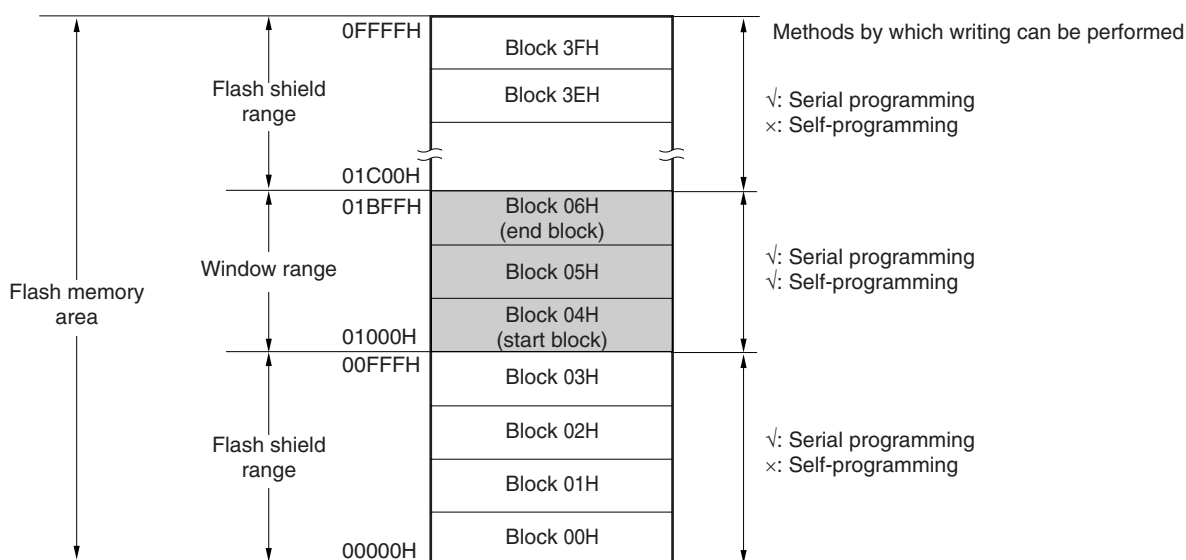 0FFFFH
Block 3FH
Methods by which writing can be performed
Flash shield
range
Block 3EH
√: Serial programming
×: Self-programming
01C00H
01BFFH
Block 06H
(end block)
Window range
Block 05H
√: Serial programming
√: Self-programming
Flash memory
area
Block 04H
(start block)
01000H
00FFFH
Block 03H
Flash shield
range
Block 02H
√: Serial programming
×: Self-programming
Block 01H
Block 00H
00000H